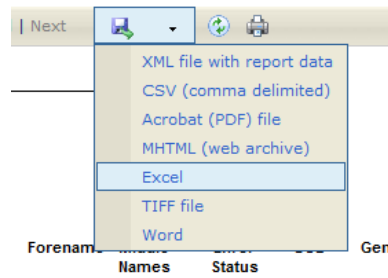 | Next
XML file with report data
CSV (comma delimited)
Acrobat (PDF) file
MHTML (web archive)
Excel
TIFF file
Word
Forename
Names Status